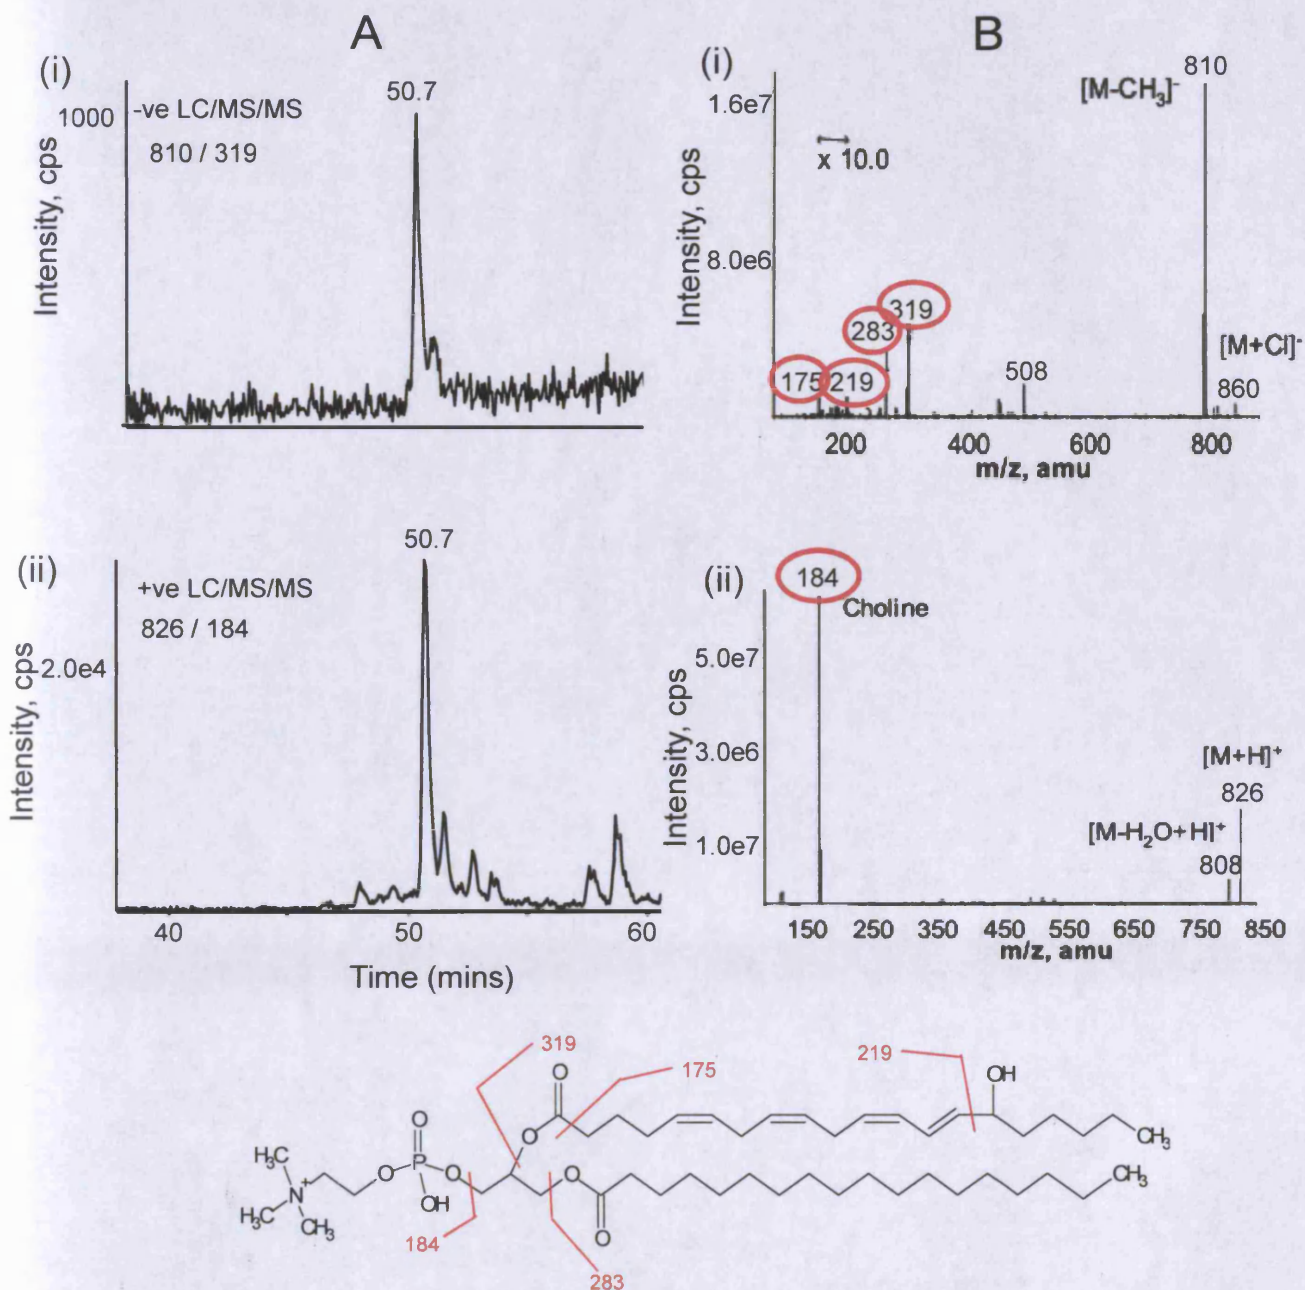 A
(i)
1000
-ve LC/MS/MS
810 / 319
50.7
Intensity, cps
(ii)
+ve LC/MS/MS
826 / 184
50.7
2.0e4
Intensity, cps
40
50
60
Time (mins)
B
(i)
1.6e7
8.0e6
Intensity, cps
x 10.0
[M-CH₃]⁻
810
[M+Cl]⁻
860
508
319
283
219
175
200
400
600
800
m/z, amu
(ii)
184
Choline
5.0e7
3.0e6
1.0e7
Intensity, cps
[M+H]⁺
826
[M-H₂O+H]⁺
808
150
250
350
450
550
650
750
850
m/z, amu
319
175
219
OH
O
O
O
P
O
O
O
OH
O
H₃C
N⁺
H₃C
CH₃
CH₃
CH₃
184
283